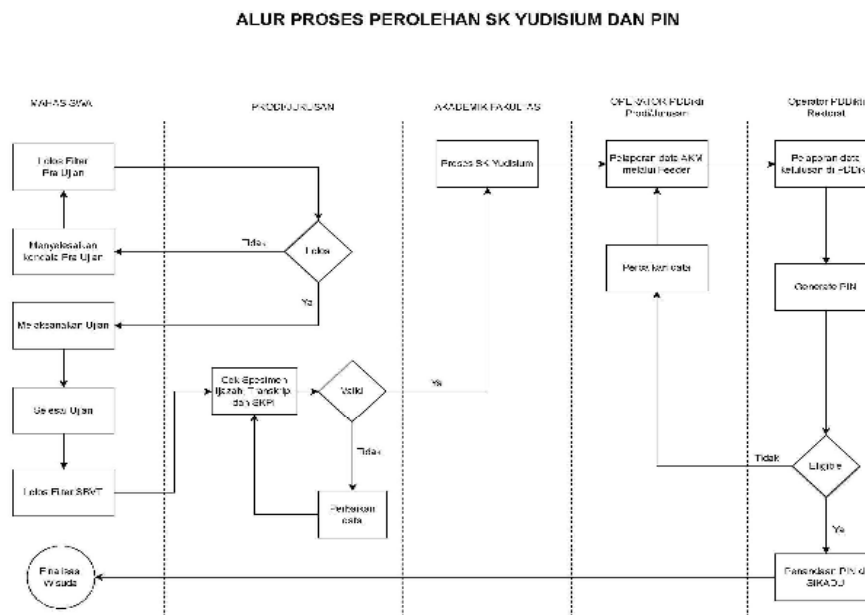 ALUR PROSES PEROLEHAN SK YUDISIUM DAN PIN
MAHASISWA
PRODI/JURUSAN
AKADEMIK FAKULTAS
OPERATOR PDDikti
Prodi/Jurusan
Operator PDDikti
Rektorat
Lolos Filter
Pra Ujian
Proses SK Yudisium
Pelaporan data AKM
melalui Feeder
Pelaporan data
kelulusan di PDDik
Menyelesaikan
kendala Pra Ujian
Tidak
Lolos
Perbaikan data
Generate PIN
Ya
Melaksanakan Ujian
Cek Spesimen
Ijazah, Transkrip
dan SKPI
Valid
Ya
Selesai Ujian
Tidak
Tidak
Eligible
Lolos Filter
Perbaikan
data
Ya
Finalisasi
Wisuda
Penandaan PIN di
SIKADU